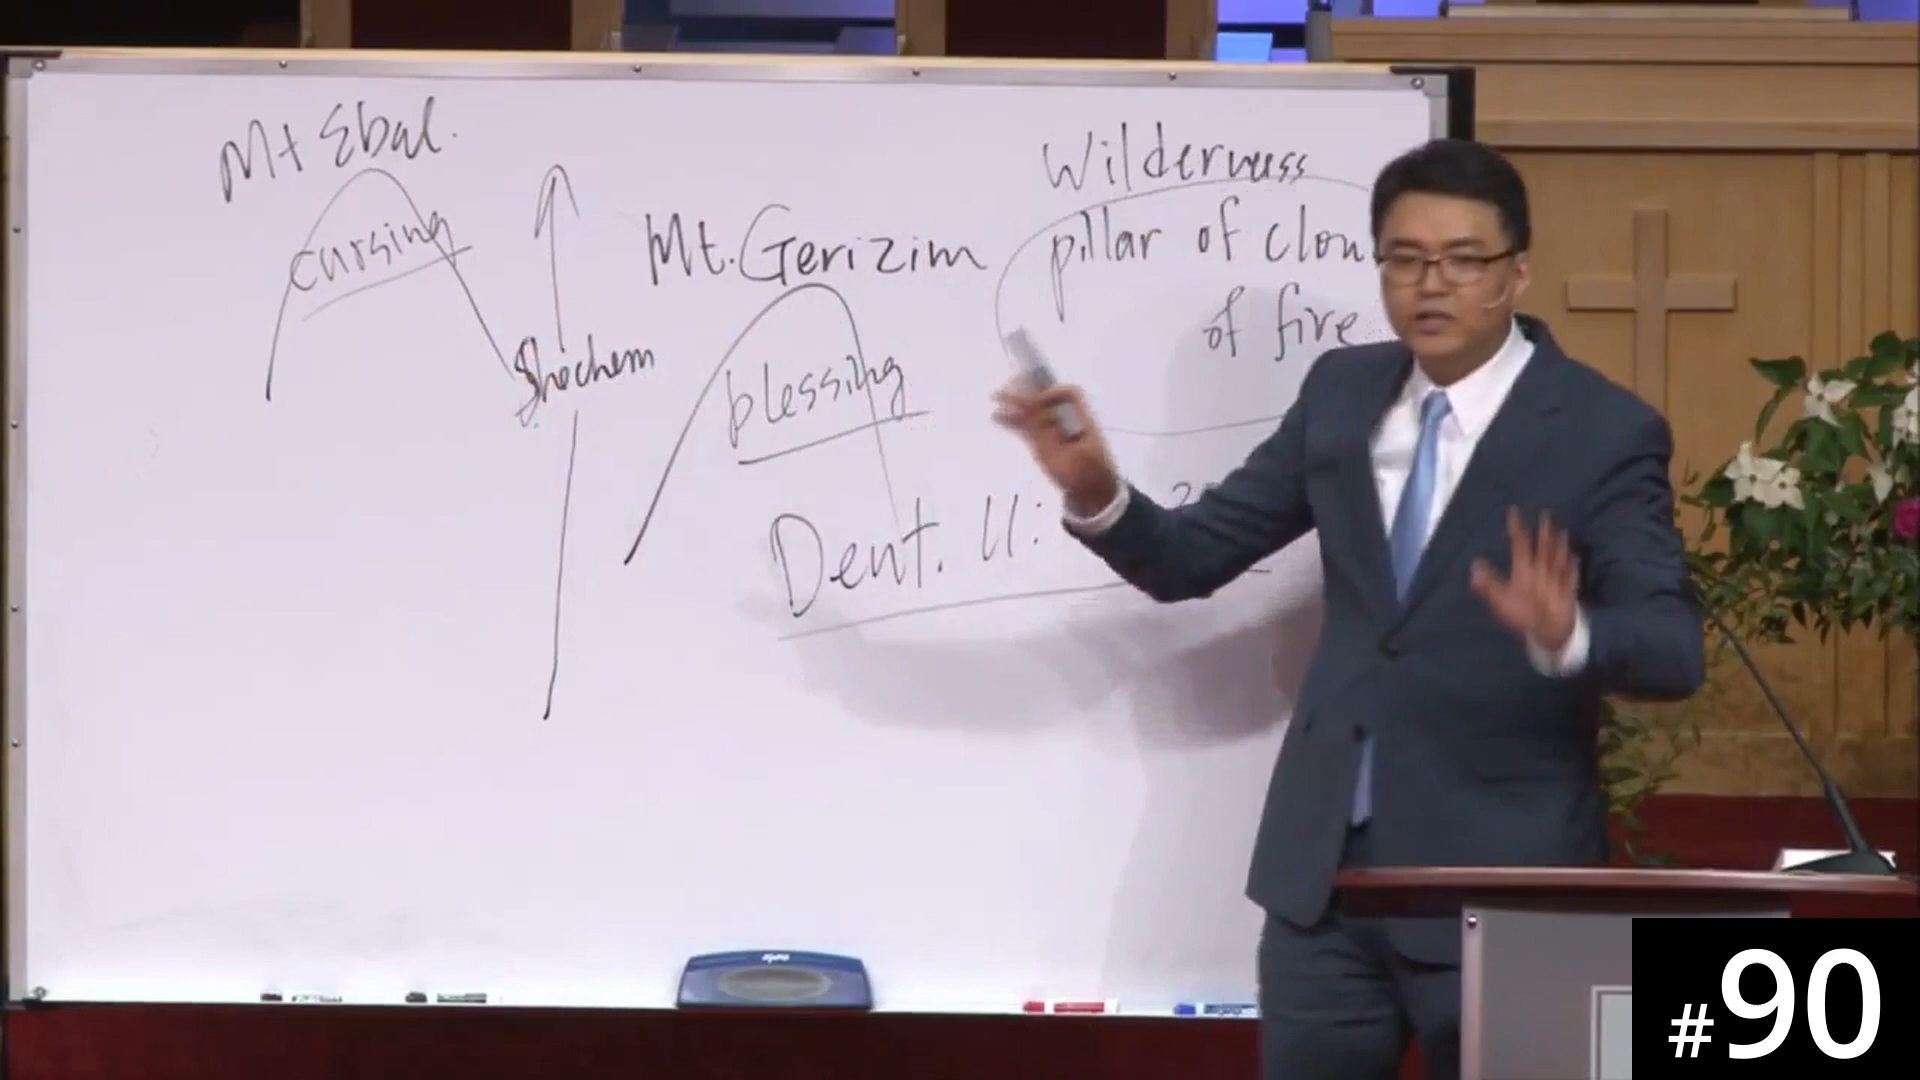 Mt Ebal.
cursing
Shechem
Mt. Gerizim
blessing
Wilderness
pillar of clou
of fire
Deut. 11:
#90